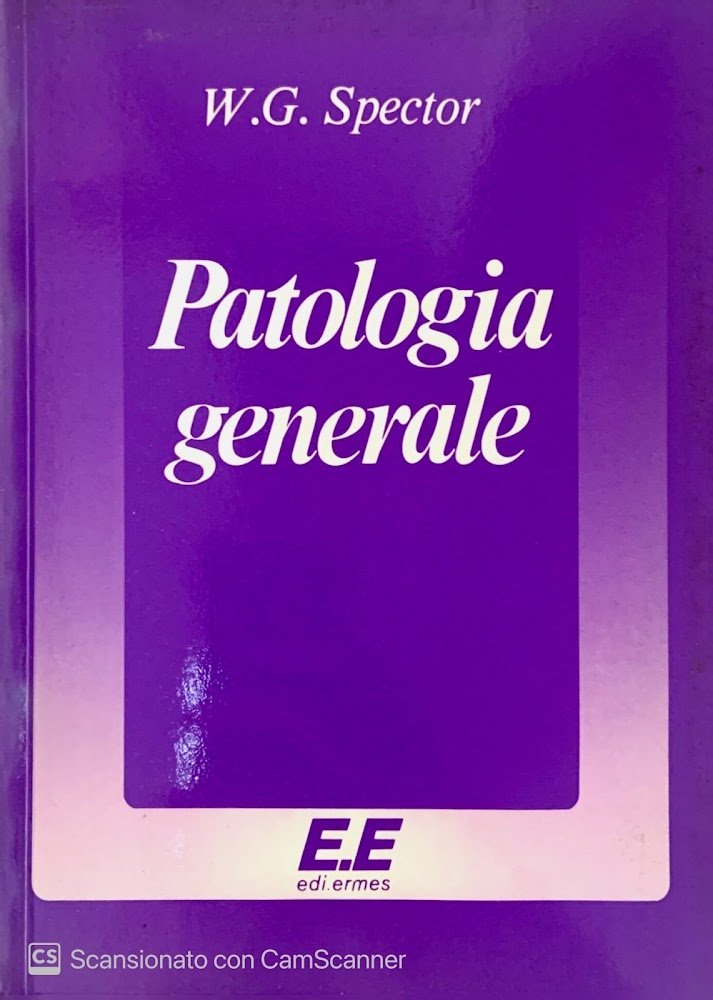 W.G. Spector
Patologia
generale
E.E
edi.ermes
CS Scansionato con CamScanner